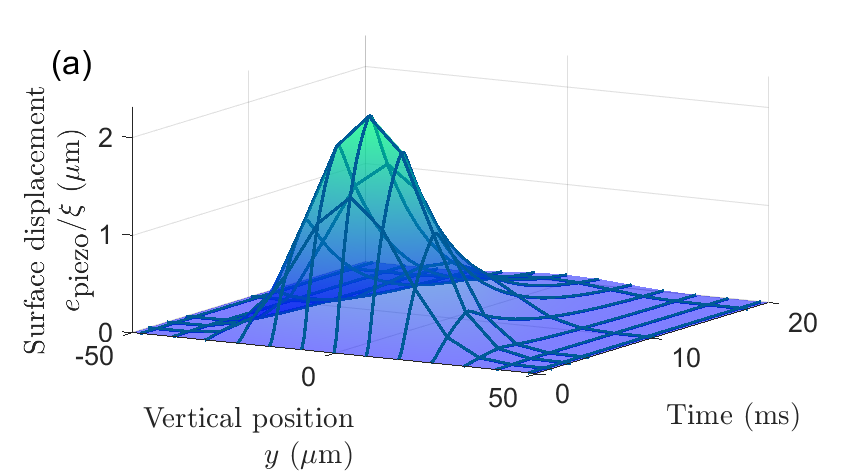 (a)
Surface displacement
e_piezo/ξ (μm)
2
1
0
-50
0
50
0
10
20
Vertical position
y (μm)
Time (ms)